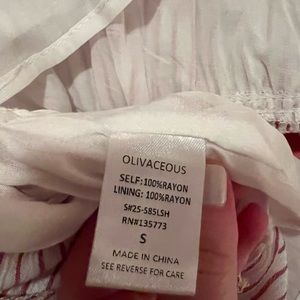 OLIVACEOUS
SELF:100%RAYON
LINING: 100%RAYON
S#25-585LSH
RN#135773
S
MADE IN CHINA
SEE REVERSE FOR CARE